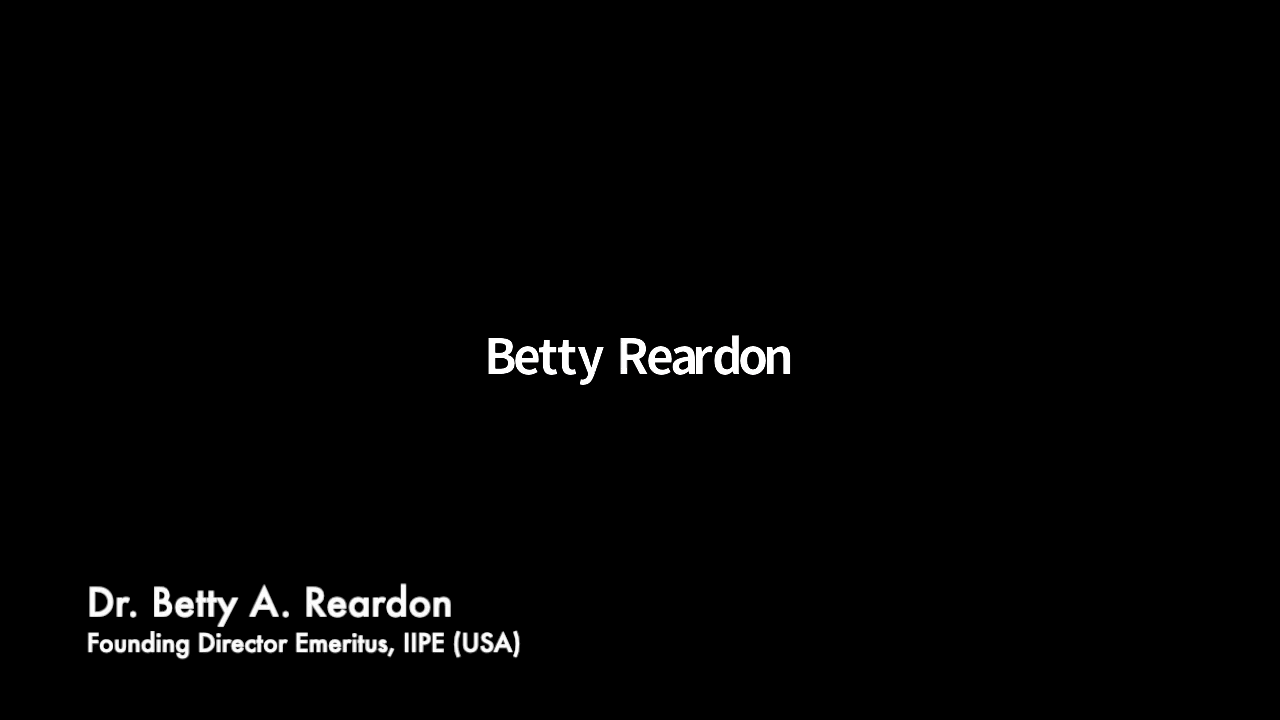 Betty Reardon
Dr. Betty A. Reardon
Founding Director Emeritus, IIPE (USA)